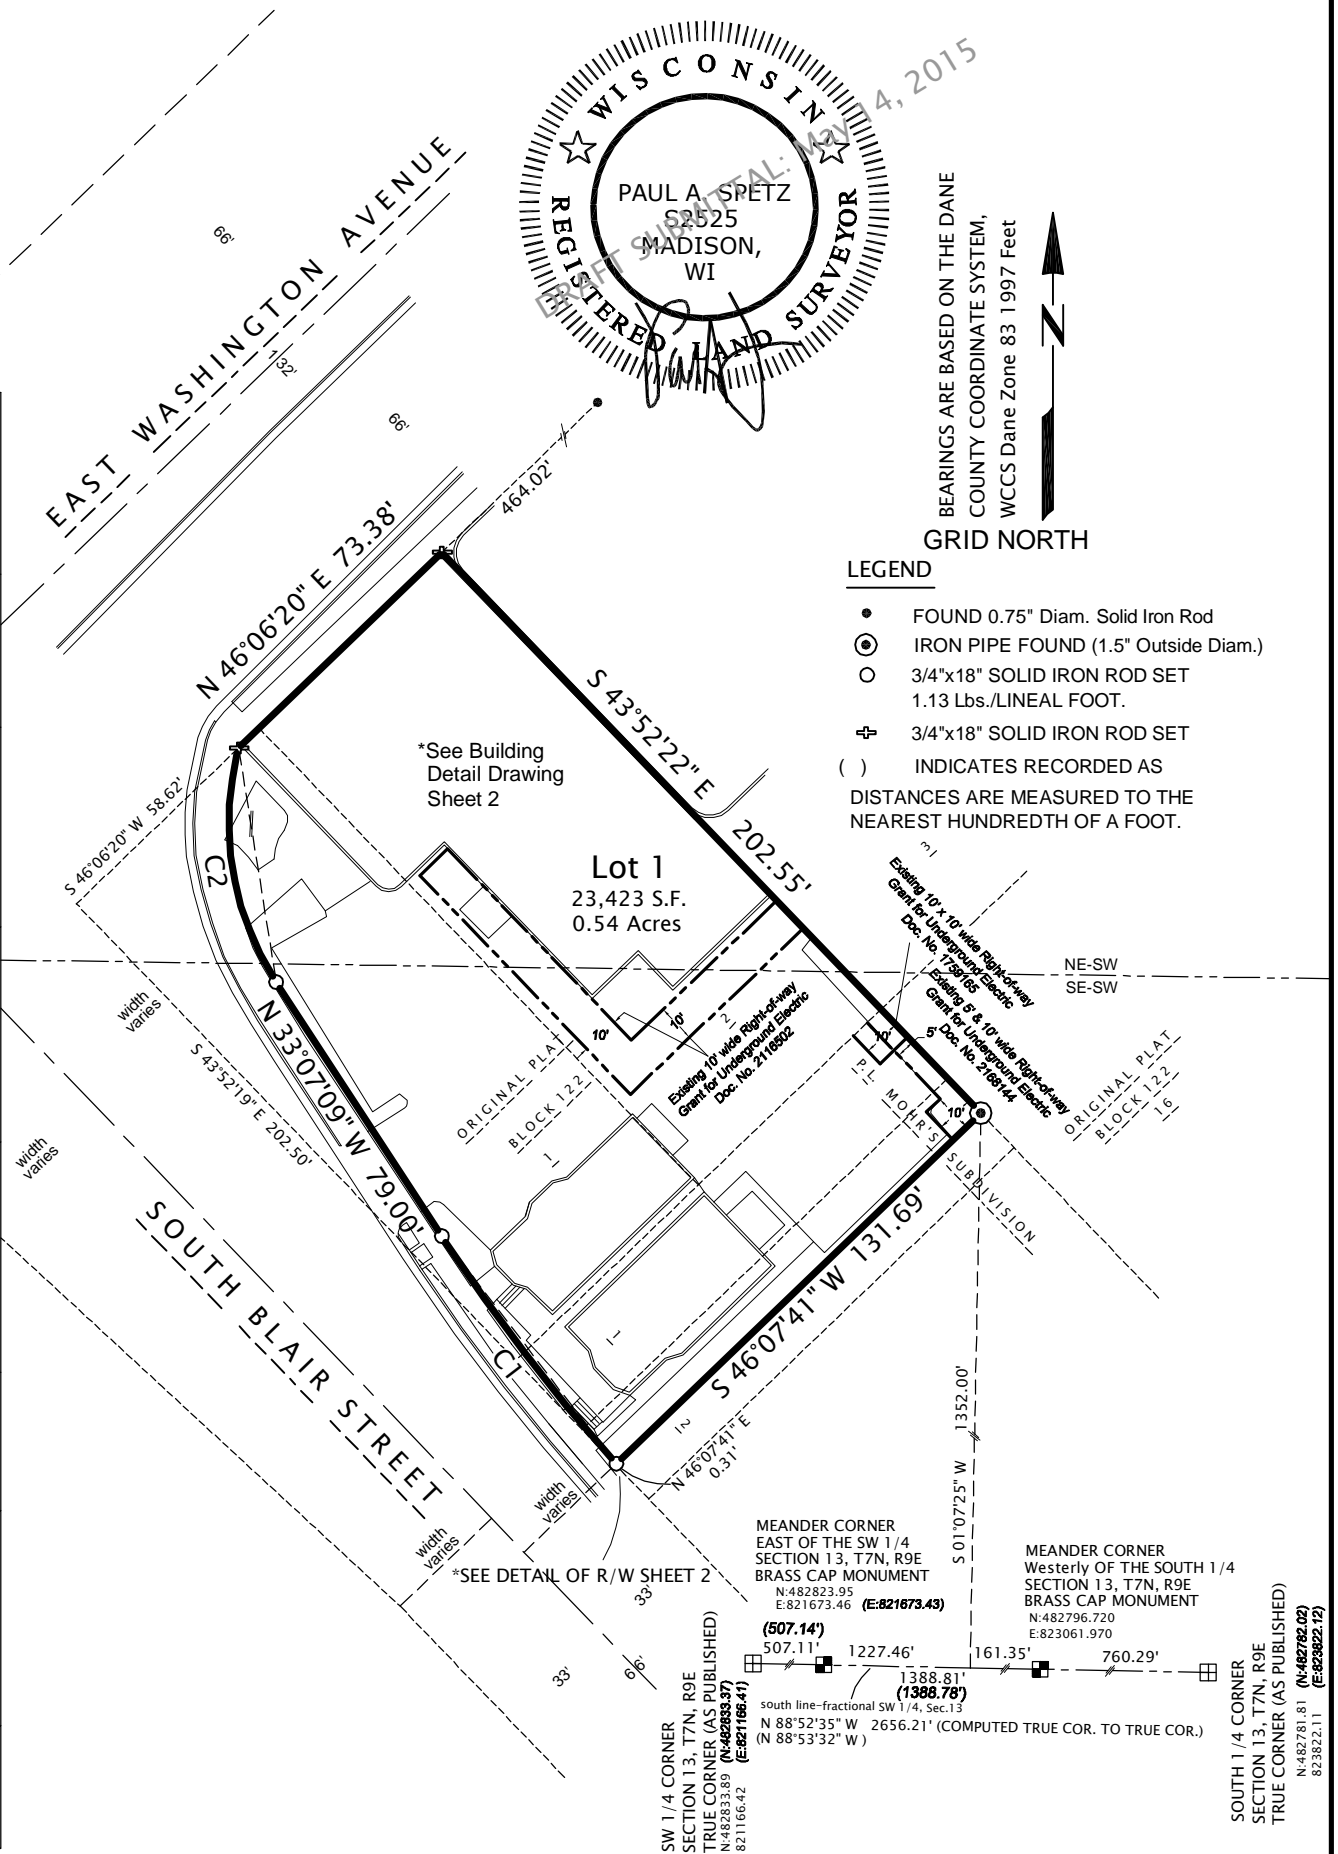 WISCONSIN
REGISTERED LAND SURVEYOR
PAUL A. SPETZ
S2525
MADISON,
WI
DRAFT SUBMITTAL: May 14, 2015
BEARINGS ARE BASED ON THE DANE
COUNTY COORDINATE SYSTEM,
WCCS Dane Zone 83 1997 Feet
N
GRID NORTH
LEGEND
FOUND 0.75" Diam. Solid Iron Rod
IRON PIPE FOUND (1.5" Outside Diam.)
3/4"x18" SOLID IRON ROD SET
1.13 Lbs./LINEAL FOOT.
3/4"x18" SOLID IRON ROD SET
( ) INDICATES RECORDED AS
DISTANCES ARE MEASURED TO THE
NEAREST HUNDREDTH OF A FOOT.
EAST WASHINGTON AVENUE
66'
132'
66'
464.02'
N 46°06'20" E 73.38'
S 43°52'22" E 202.55'
*See Building
Detail Drawing
Sheet 2
Lot 1
23,423 S.F.
0.54 Acres
S 46°06'20" W 58.62'
C2
3
Existing 10' x 10' wide Right-of-way
Grant for Underground Electric
Doc. No. 1759165
Existing 5' & 10' wide Right-of-way
Grant for Underground Electric
Doc. No. 2168144
NE-SW
SE-SW
width
varies
N 33°07'09" W 79.00'
S 43°52'19" E 202.50'
10'
10'
2
Existing 10' wide Right-of-way
Grant for Underground Electric
Doc. No. 2116502
10'
5'
10'
ORIGINAL PLAT
BLOCK 122
1
P.L. MOHR'S SUBDIVISION
ORIGINAL PLAT
BLOCK 122
16
width
varies
SOUTH BLAIR STREET
C1
1
2
S 46°07'41" W 131.69'
N 46°07'41" E
0.31'
S 01°07'25" W 1352.00'
width
varies
width
varies
*SEE DETAIL OF R/W SHEET 2
33'
33'
66'
MEANDER CORNER
EAST OF THE SW 1/4
SECTION 13, T7N, R9E
BRASS CAP MONUMENT
N:482823.95
E:821673.46 (E:821673.43)
MEANDER CORNER
Westerly OF THE SOUTH 1/4
SECTION 13, T7N, R9E
BRASS CAP MONUMENT
N:482796.720
E:823061.970
(507.14')
507.11' 1227.46' 161.35' 760.29'
1388.81'
(1388.78')
south line-fractional SW 1/4, Sec.13
N 88°52'35" W 2656.21' (COMPUTED TRUE COR. TO TRUE COR.)
(N 88°53'32" W )
SW 1/4 CORNER
SECTION 13, T7N, R9E
TRUE CORNER (AS PUBLISHED)
N:482833.89 (N:482833.37)
821166.42 (E:821166.41)
SOUTH 1/4 CORNER
SECTION 13, T7N, R9E
TRUE CORNER (AS PUBLISHED)
N:482781.81 (N:482782.02)
823822.11 (E:823822.12)